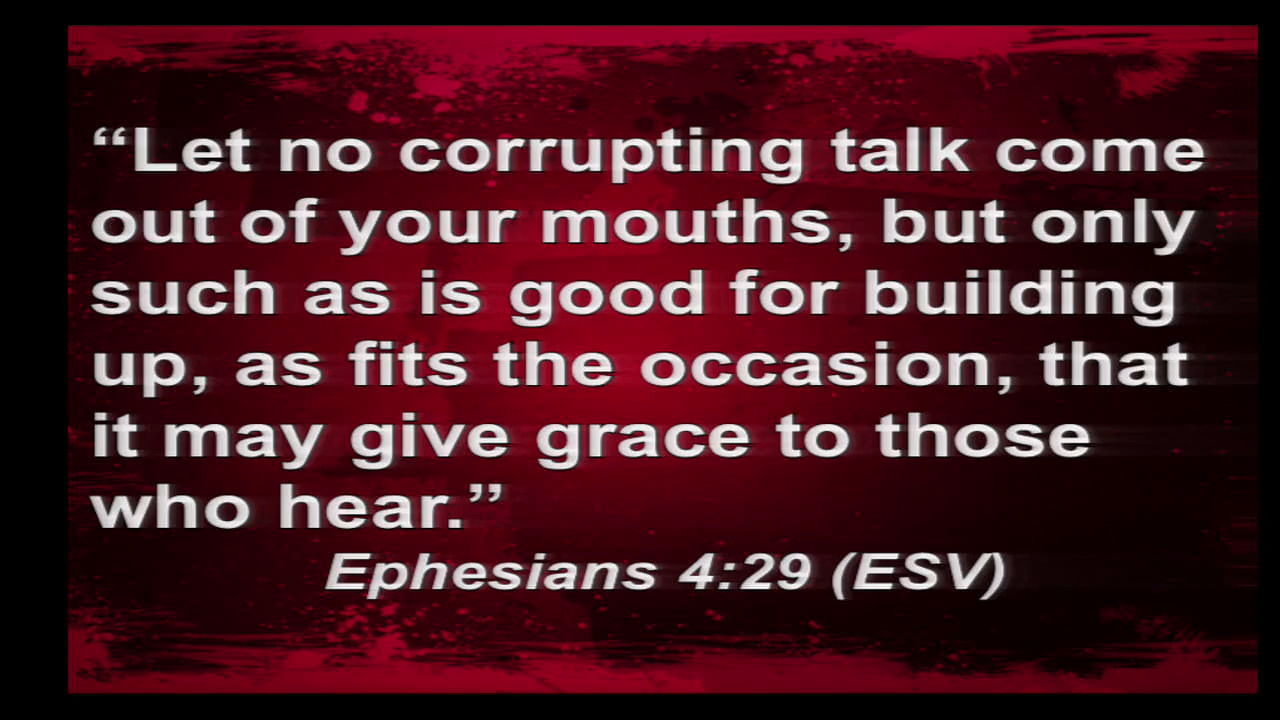 “Let no corrupting talk come
out of your mouths, but only
such as is good for building
up, as fits the occasion, that
it may give grace to those
who hear.”
Ephesians 4:29 (ESV)